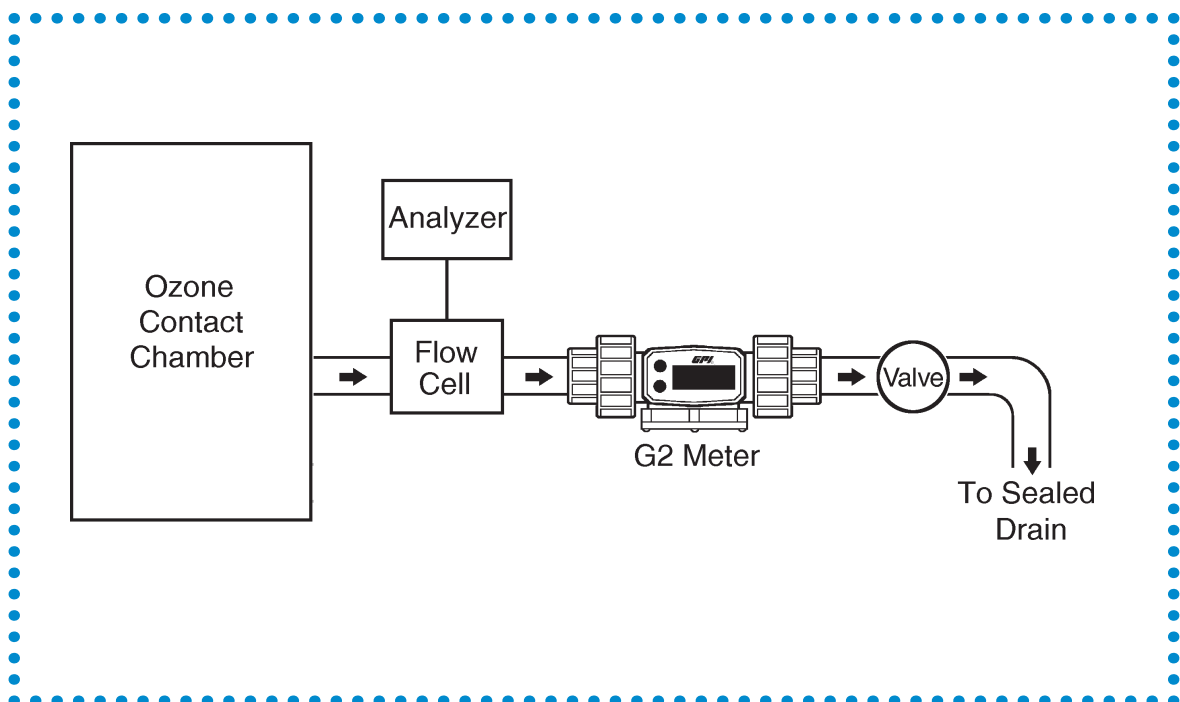 Ozone
Contact
Chamber
Analyzer
Flow
Cell
GPI
G2 Meter
Valve
To Sealed
Drain